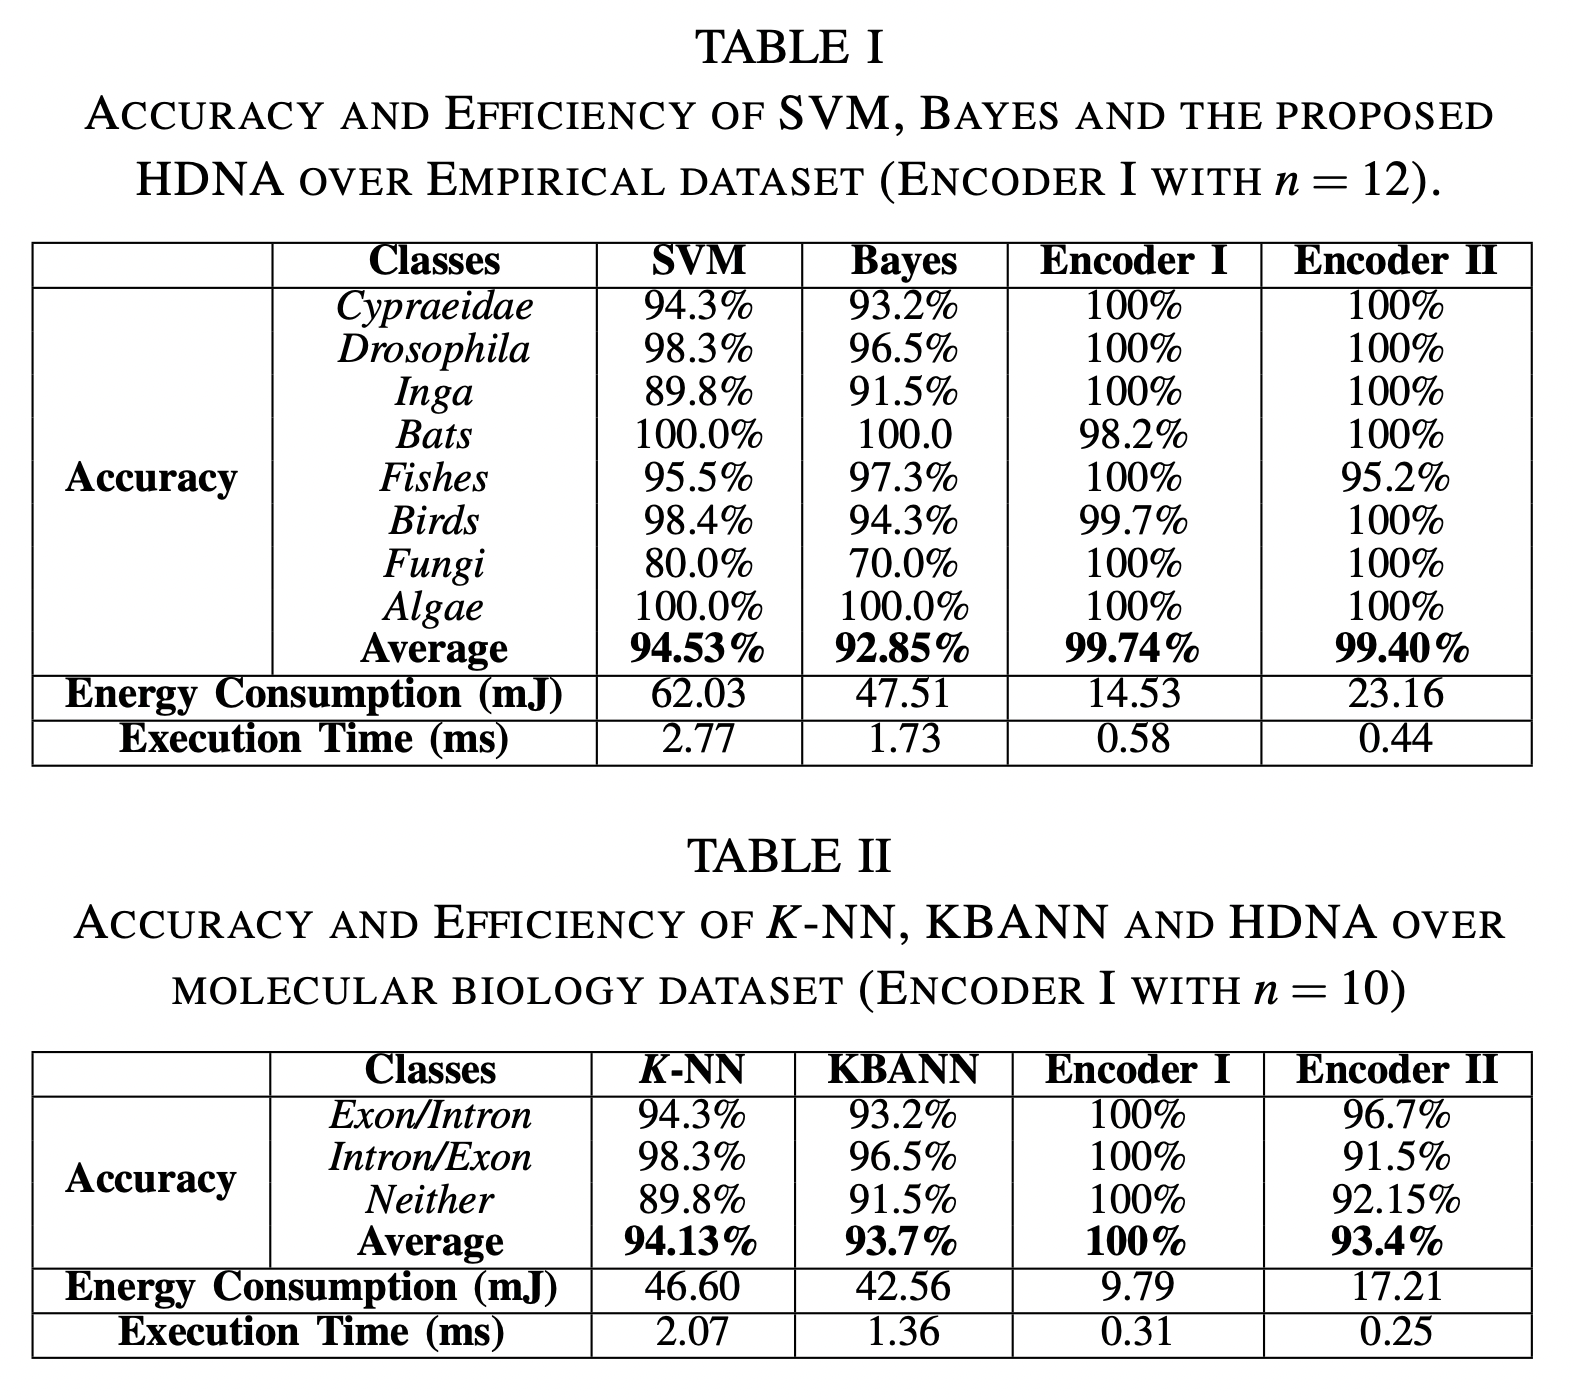 TABLE I
ACCURACY AND EFFICIENCY OF SVM, BAYES AND THE PROPOSED
HDNA OVER EMPIRICAL DATASET (ENCODER I WITH n = 12).
Classes SVM Bayes Encoder I Encoder II
Cypraeidae 94.3% 93.2% 100% 100%
Drosophila 98.3% 96.5% 100% 100%
Inga 89.8% 91.5% 100% 100%
Bats 100.0% 100.0 98.2% 100%
Accuracy Fishes 95.5% 97.3% 100% 95.2%
Birds 98.4% 94.3% 99.7% 100%
Fungi 80.0% 70.0% 100% 100%
Algae 100.0% 100.0% 100% 100%
Average 94.53% 92.85% 99.74% 99.40%
Energy Consumption (mJ) 62.03 47.51 14.53 23.16
Execution Time (ms) 2.77 1.73 0.58 0.44
TABLE II
ACCURACY AND EFFICIENCY OF K-NN, KBANN AND HDNA OVER
MOLECULAR BIOLOGY DATASET (ENCODER I WITH n = 10)
Classes K-NN KBANN Encoder I Encoder II
Exon/Intron 94.3% 93.2% 100% 96.7%
Intron/Exon 98.3% 96.5% 100% 91.5%
Accuracy Neither 89.8% 91.5% 100% 92.15%
Average 94.13% 93.7% 100% 93.4%
Energy Consumption (mJ) 46.60 42.56 9.79 17.21
Execution Time (ms) 2.07 1.36 0.31 0.25